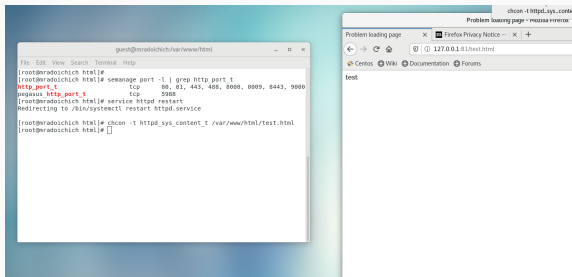 chcon -t httpd_sys_conte
Problem loading page - Mozilla Firefox
guest@mradoichich:/var/www/html
File Edit View Search Terminal Help
[root@mradoichich html]#
[root@mradoichich html]# semanage port -l | grep http_port_t
http_port_t tcp 80, 81, 443, 488, 8008, 8009, 8443, 9000
pegasus_http_port_t tcp 5988
[root@mradoichich html]# service httpd restart
Redirecting to /bin/systemctl restart httpd.service
[root@mradoichich html]# chcon -t httpd_sys_content_t /var/www/html/test.html
[root@mradoichich html]#
Problem loading page × Firefox Privacy Notice — × +
127.0.0.1:81/test.html
Centos Wiki Documentation Forums
test